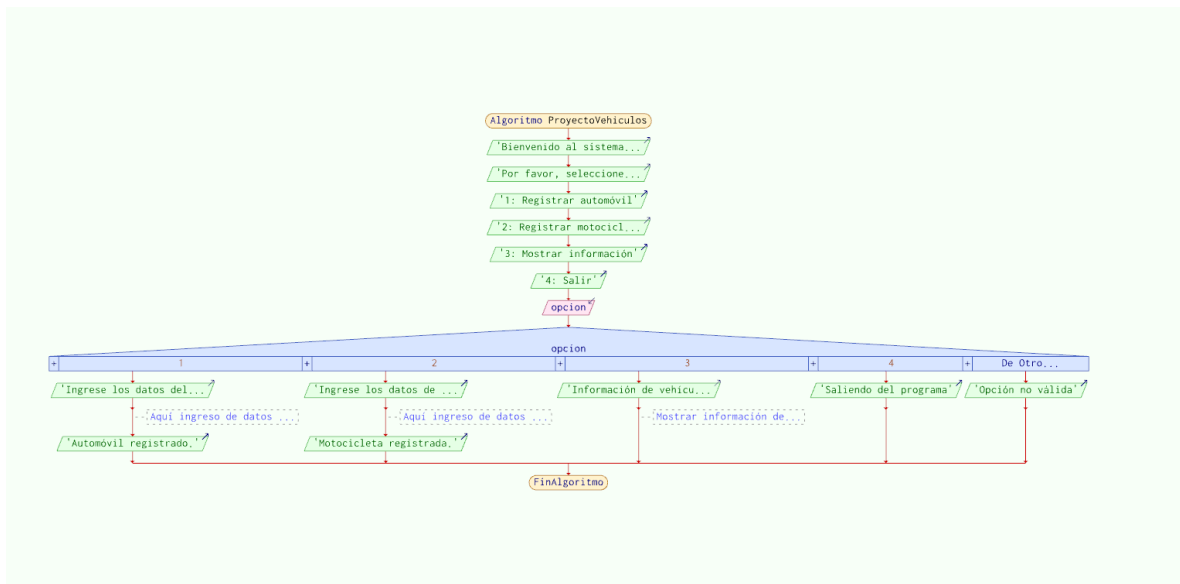 Algoritmo ProyectoVehiculos
'Bienvenido al sistema...
'Por favor, seleccione...
'1: Registrar automóvil'
'2: Registrar motocicl...
'3: Mostrar información'
'4: Salir'
opcion
opcion
+ 1 + 2 + 3 + 4 + De Otro...
'Ingrese los datos del... 'Ingrese los datos de ... 'Información de vehicu... 'Saliendo del programa' 'Opción no válida'
Aquí ingreso de datos ... Aquí ingreso de datos ... Mostrar información de...
'Automóvil registrado.' 'Motocicleta registrada.'
FinAlgoritmo